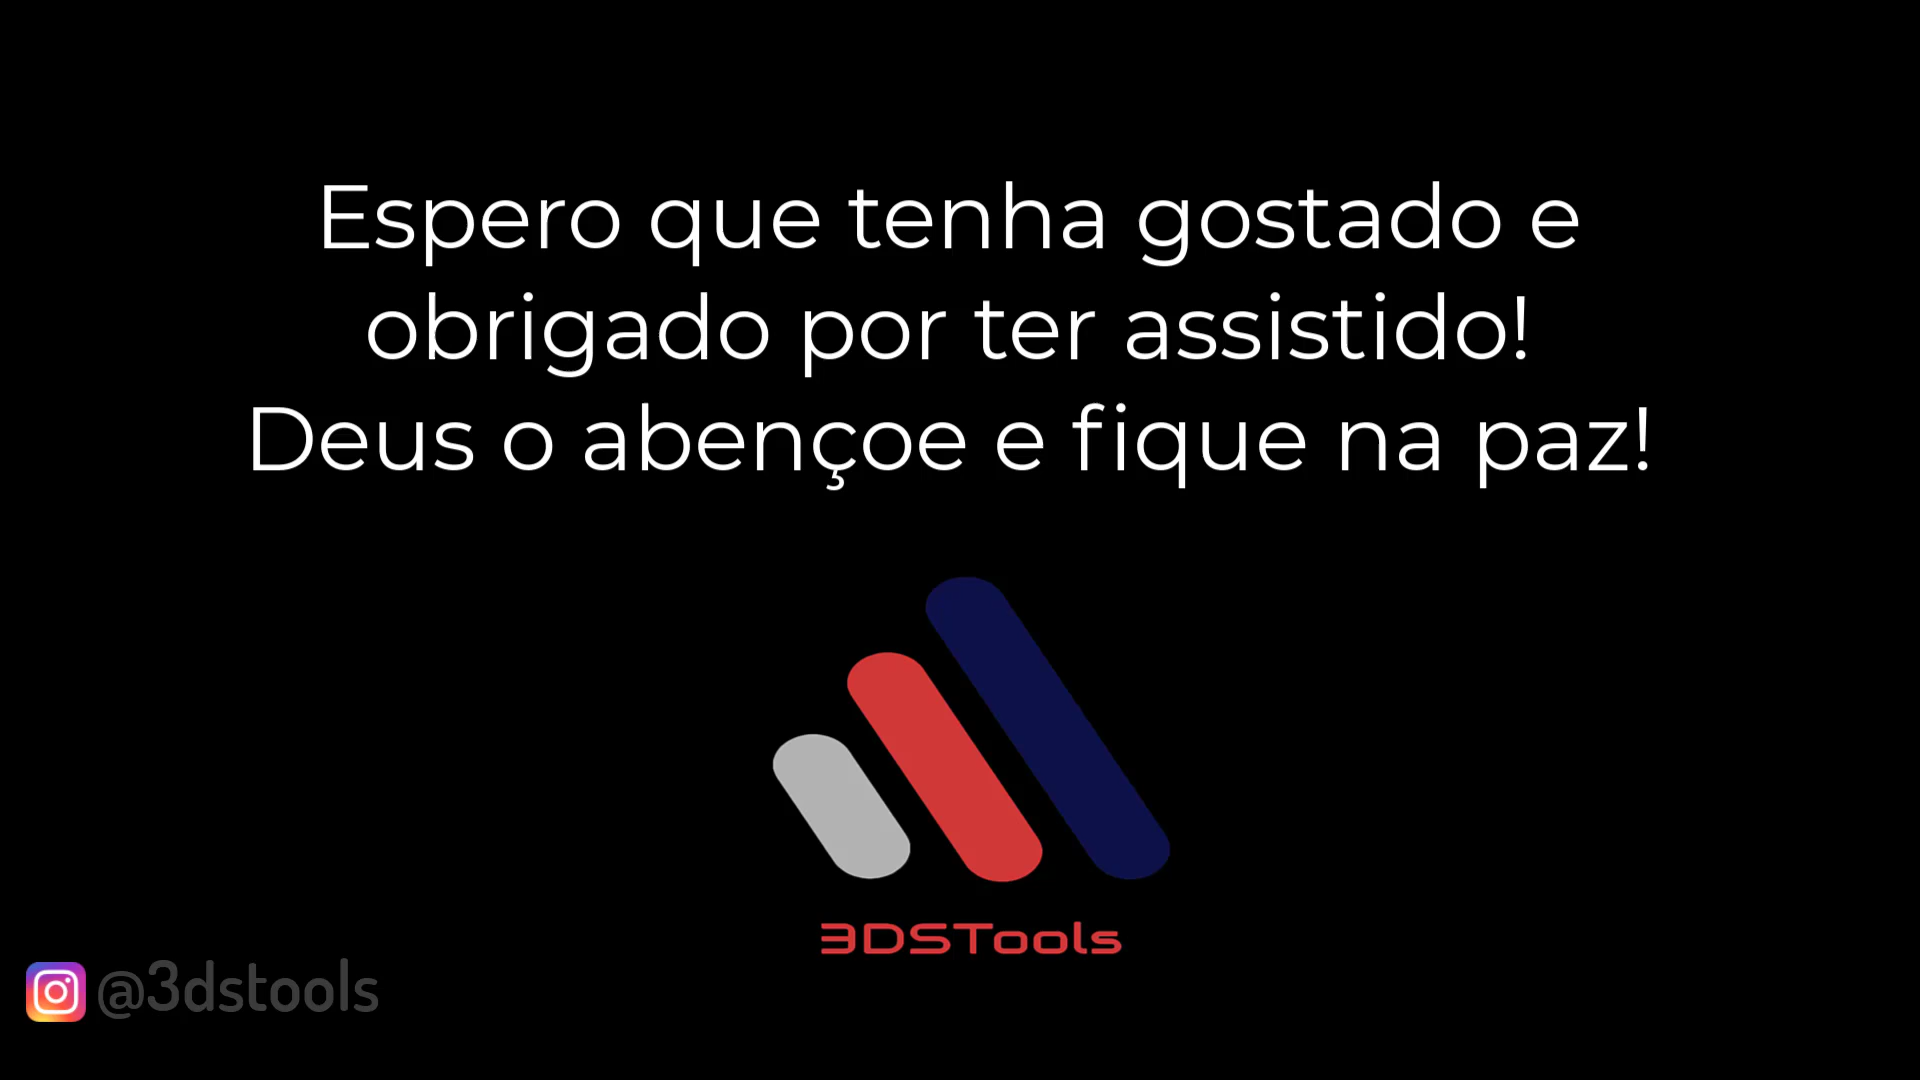 Espero que tenha gostado e
obrigado por ter assistido!
Deus o abençoe e fique na paz!
3DSTools
@3dstools